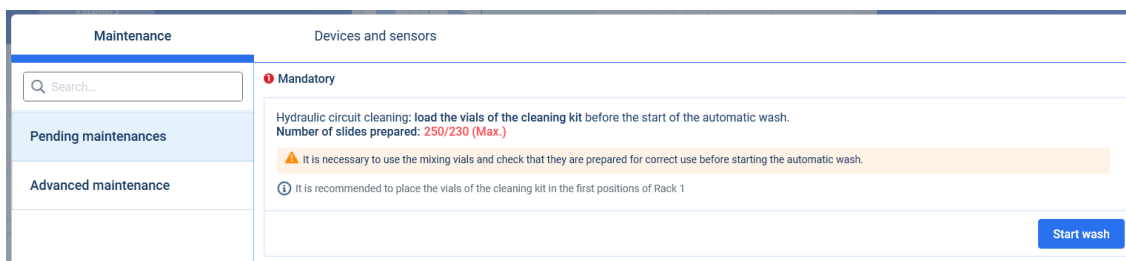 Maintenance
Devices and sensors
Search...
Pending maintenances
Advanced maintenance
Mandatory
Hydraulic circuit cleaning: load the vials of the cleaning kit before the start of the automatic wash.
Number of slides prepared: 250/230 (Max.)
It is necessary to use the mixing vials and check that they are prepared for correct use before starting the automatic wash.
It is recommended to place the vials of the cleaning kit in the first positions of Rack 1
Start wash